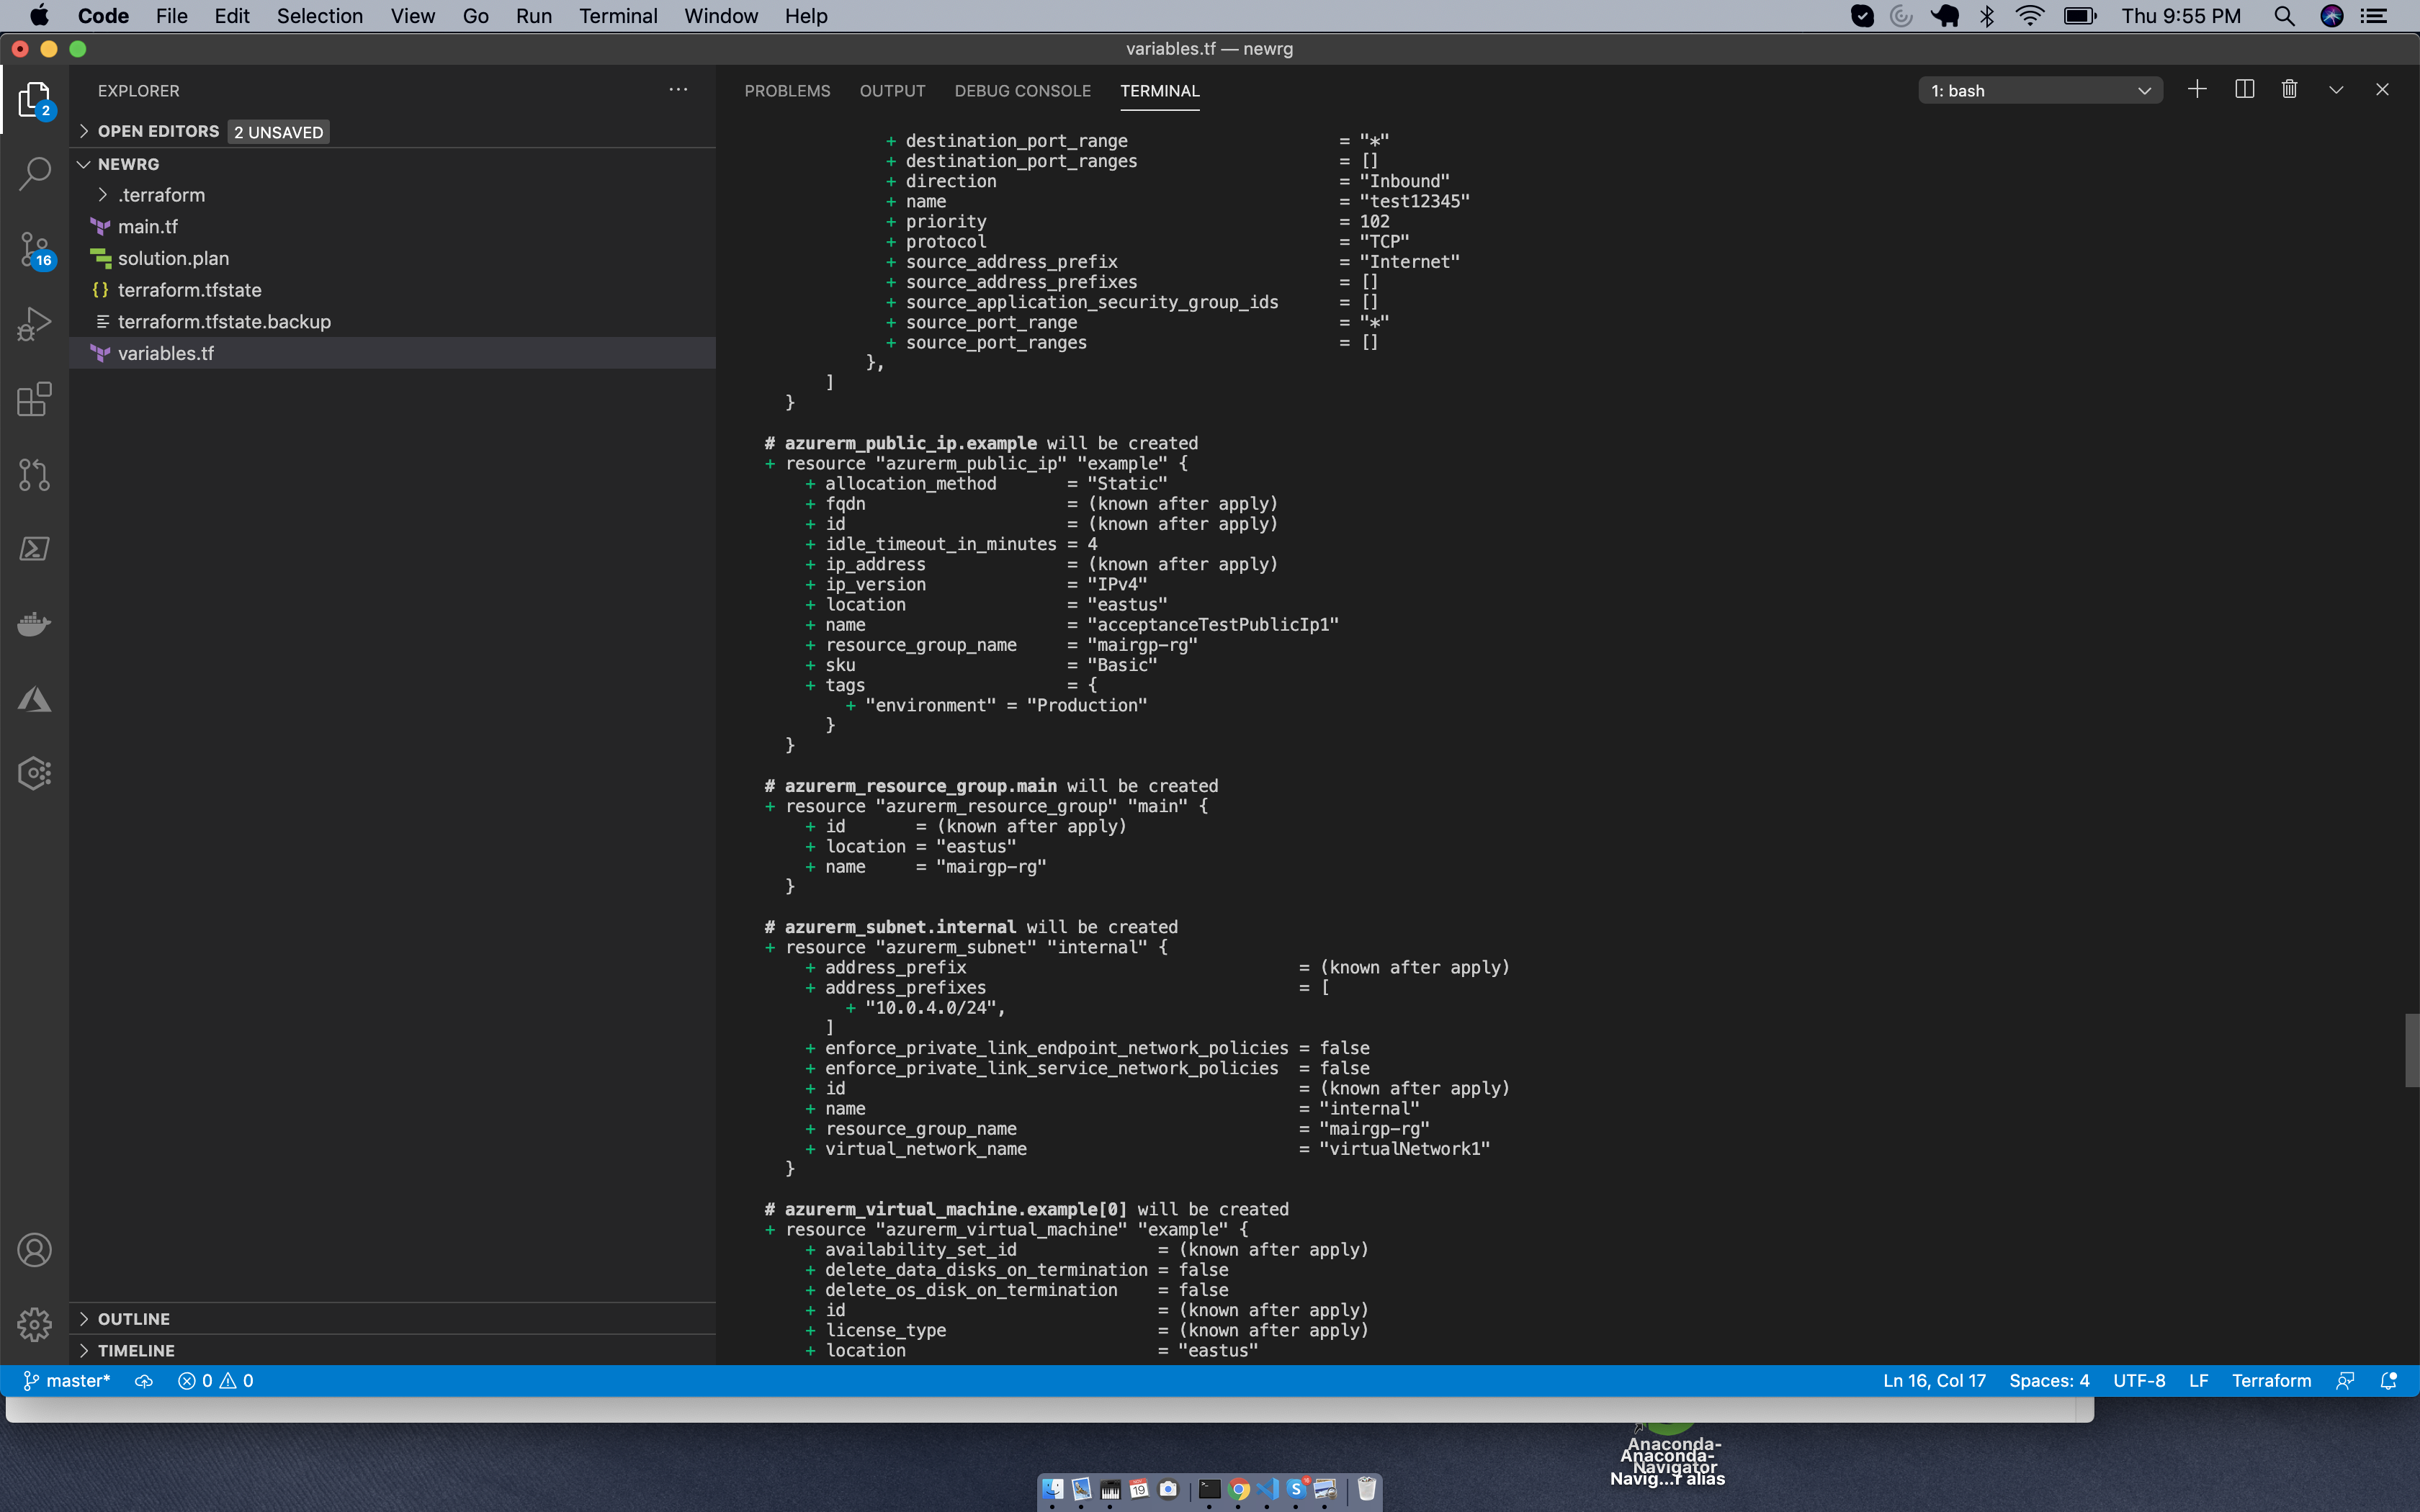 Code File Edit Selection View Go Run Terminal Window Help
Thu 9:55 PM
variables.tf — newrg
EXPLORER
OPEN EDITORS 2 UNSAVED
NEWRG
.terraform
main.tf
solution.plan
terraform.tfstate
terraform.tfstate.backup
variables.tf
2
16
OUTLINE
TIMELINE
PROBLEMS OUTPUT DEBUG CONSOLE TERMINAL
1: bash
+ destination_port_range = "*"
+ destination_port_ranges = []
+ direction = "Inbound"
+ name = "test12345"
+ priority = 102
+ protocol = "TCP"
+ source_address_prefix = "Internet"
+ source_address_prefixes = []
+ source_application_security_group_ids = []
+ source_port_range = "*"
+ source_port_ranges = []
},
]
}
# azurerm_public_ip.example will be created
+ resource "azurerm_public_ip" "example" {
+ allocation_method = "Static"
+ fqdn = (known after apply)
+ id = (known after apply)
+ idle_timeout_in_minutes = 4
+ ip_address = (known after apply)
+ ip_version = "IPv4"
+ location = "eastus"
+ name = "acceptanceTestPublicIp1"
+ resource_group_name = "mairgp-rg"
+ sku = "Basic"
+ tags = {
+ "environment" = "Production"
}
}
# azurerm_resource_group.main will be created
+ resource "azurerm_resource_group" "main" {
+ id = (known after apply)
+ location = "eastus"
+ name = "mairgp-rg"
}
# azurerm_subnet.internal will be created
+ resource "azurerm_subnet" "internal" {
+ address_prefix = (known after apply)
+ address_prefixes = [
+ "10.0.4.0/24",
]
+ enforce_private_link_endpoint_network_policies = false
+ enforce_private_link_service_network_policies = false
+ id = (known after apply)
+ name = "internal"
+ resource_group_name = "mairgp-rg"
+ virtual_network_name = "virtualNetwork1"
}
# azurerm_virtual_machine.example[0] will be created
+ resource "azurerm_virtual_machine" "example" {
+ availability_set_id = (known after apply)
+ delete_data_disks_on_termination = false
+ delete_os_disk_on_termination = false
+ id = (known after apply)
+ license_type = (known after apply)
+ location = "eastus"
master* 0 0
Ln 16, Col 17 Spaces: 4 UTF-8 LF Terraform
Anaconda-
Anaconda-
Navigator
Navig...r alias
19